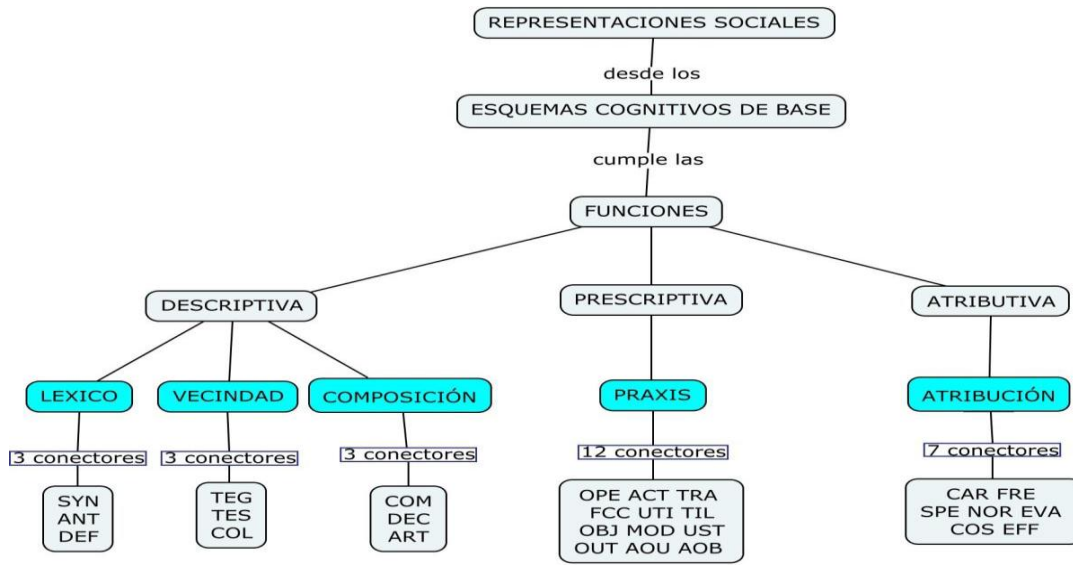 REPRESENTACIONES SOCIALES
desde los
ESQUEMAS COGNITIVOS DE BASE
cumple las
FUNCIONES
DESCRIPTIVA
PRESCRIPTIVA
ATRIBUTIVA
LEXICO
VECINDAD
COMPOSICIÓN
PRAXIS
ATRIBUCIÓN
3 conectores
3 conectores
3 conectores
12 conectores
7 conectores
SYN
ANT
DEF
TEG
TES
COL
COM
DEC
ART
OPE ACT TRA
FCC UTI TIL
OBJ MOD UST
OUT AOU AOB
CAR FRE
SPE NOR EVA
COS EFF